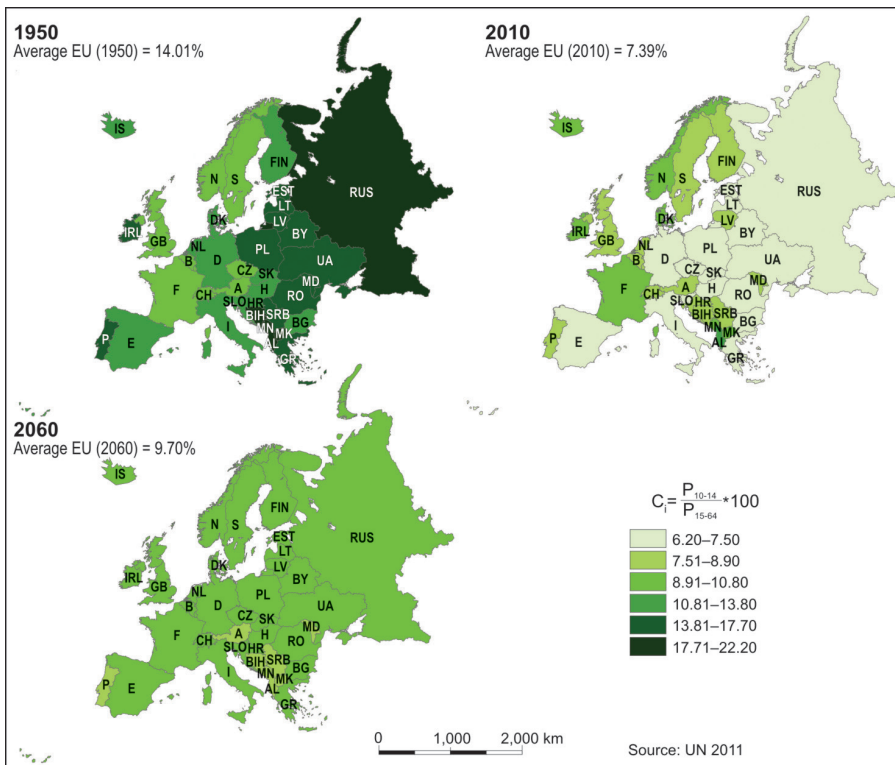 1950
Average EU (1950) = 14.01%
IS
FIN
N
S
RUS
EST
LT
LV
DK
IRL
GB
BY
NL
PL
B
D
UA
CZ
SK
MD
F
CH
A
H
RO
SLO
HR
BIH
SRB
BG
MN
MK
I
AL
P
E
GR
2010
Average EU (2010) = 7.39%
IS
FIN
N
S
RUS
EST
LT
LV
DK
IRL
GB
BY
NL
PL
B
D
UA
CZ
SK
MD
F
CH
A
H
RO
SLO
HR
BIH
SRB
BG
MN
MK
I
AL
P
E
GR
2060
Average EU (2060) = 9.70%
IS
FIN
N
S
RUS
EST
LT
LV
DK
IRL
GB
BY
NL
PL
B
D
UA
CZ
SK
MD
F
CH
A
H
RO
SLO
HR
BIH
SRB
BG
MN
MK
I
AL
P
E
GR
C_i = P_10-14 / P_15-64 *100
6.20–7.50
7.51–8.90
8.91–10.80
10.81–13.80
13.81–17.70
17.71–22.20
0 1,000 2,000 km
Source: UN 2011